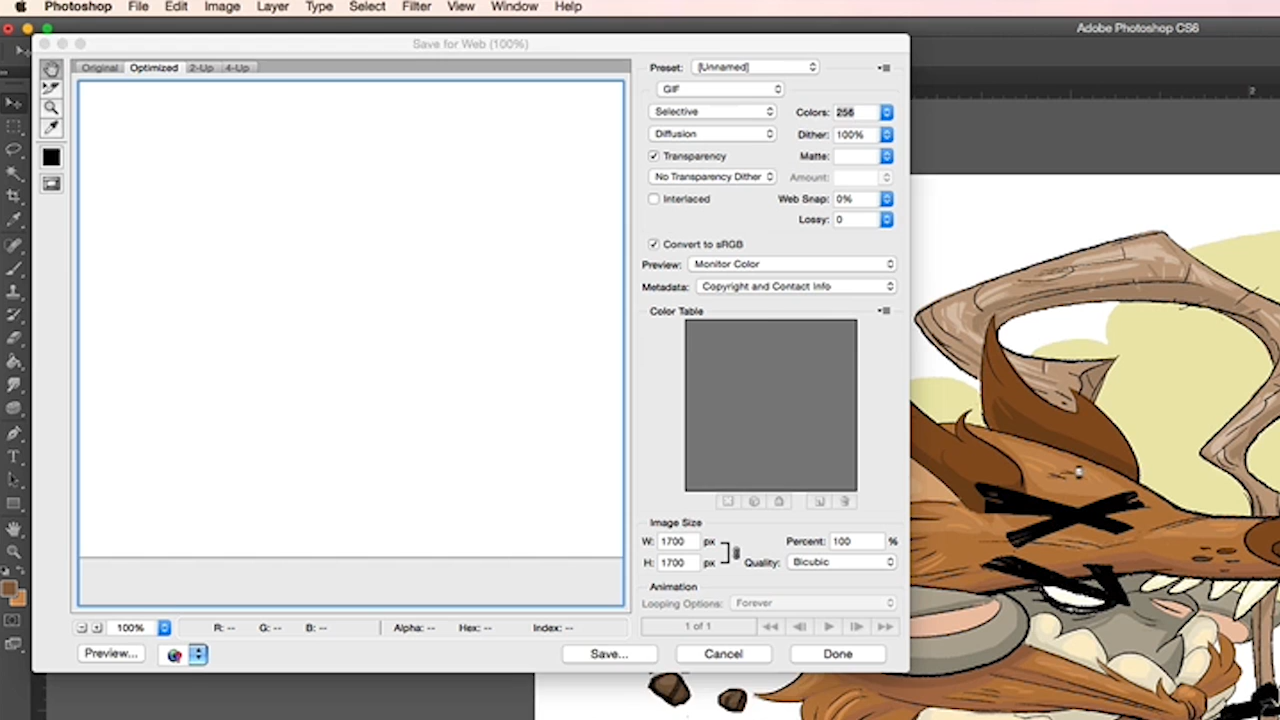 Photoshop File Edit Image Layer Type Select Filter View Window Help
Adobe Photoshop CS6
Save for Web (100%)
Original Optimized 2-Up 4-Up
Preset: [Unnamed]
GIF
Selective Colors: 256
Diffusion Dither: 100%
Transparency Matte:
No Transparency Dither Amount:
Interlaced Web Snap: 0%
Lossy: 0
Convert to sRGB
Preview: Monitor Color
Metadata: Copyright and Contact Info
Color Table
Image Size
W: 1700 px Percent: 100 %
H: 1700 px Quality: Bicubic
Animation
Looping Options: Forever
1 of 1
100% R: -- G: -- B: -- Alpha: -- Hex: -- Index: --
Preview... Save... Cancel Done
2